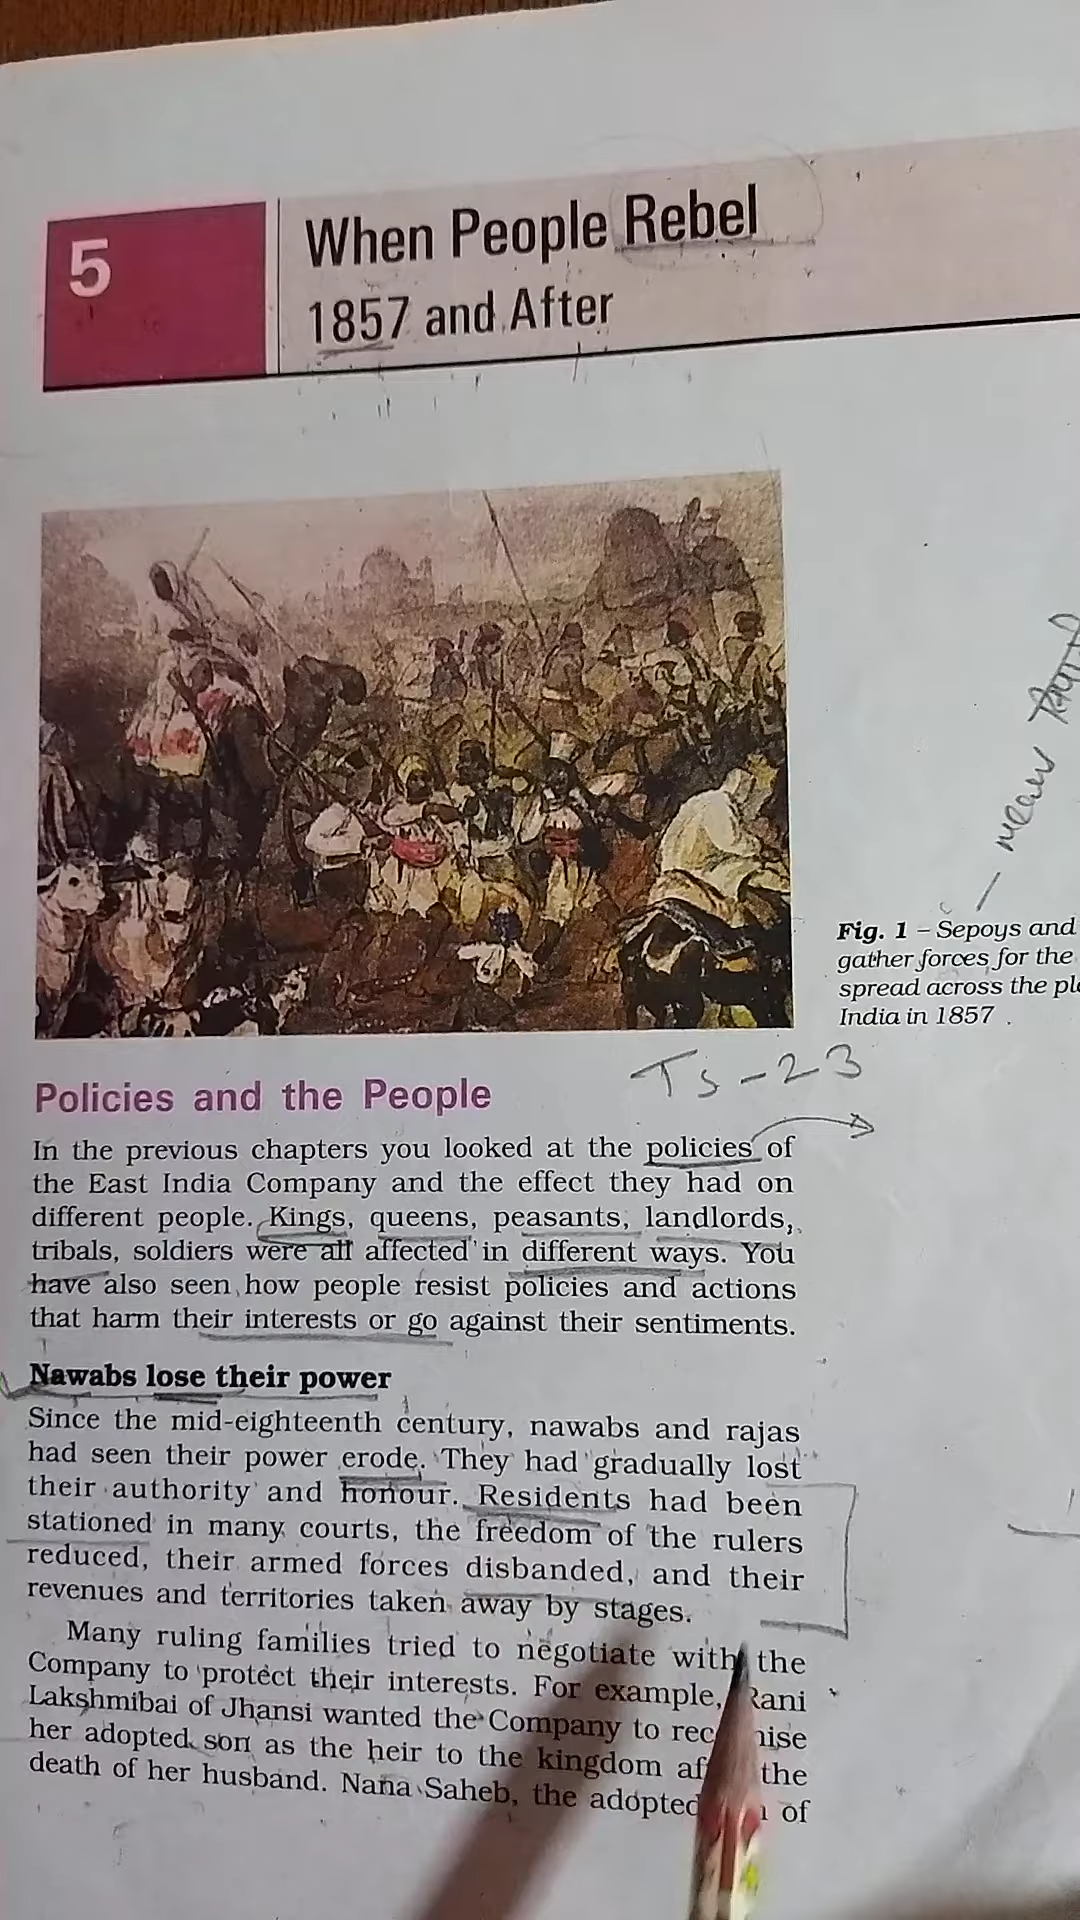 5
When People Rebel
1857 and After
mean
Fig. 1 – Sepoys and
gather forces for the
spread across the pl
India in 1857
Ts-23
Policies and the People
In the previous chapters you looked at the policies of
the East India Company and the effect they had on
different people. Kings, queens, peasants, landlords,
tribals, soldiers were all affected in different ways. You
have also seen how people resist policies and actions
that harm their interests or go against their sentiments.
Nawabs lose their power
Since the mid-eighteenth century, nawabs and rajas
had seen their power erode. They had gradually lost
their authority and honour. Residents had been
stationed in many courts, the freedom of the rulers
reduced, their armed forces disbanded, and their
revenues and territories taken away by stages.
Many ruling families tried to negotiate with the
Company to protect their interests. For example, Rani
Lakshmibai of Jhansi wanted the Company to rec nise
her adopted son as the heir to the kingdom af the
death of her husband. Nana Saheb, the adopted of